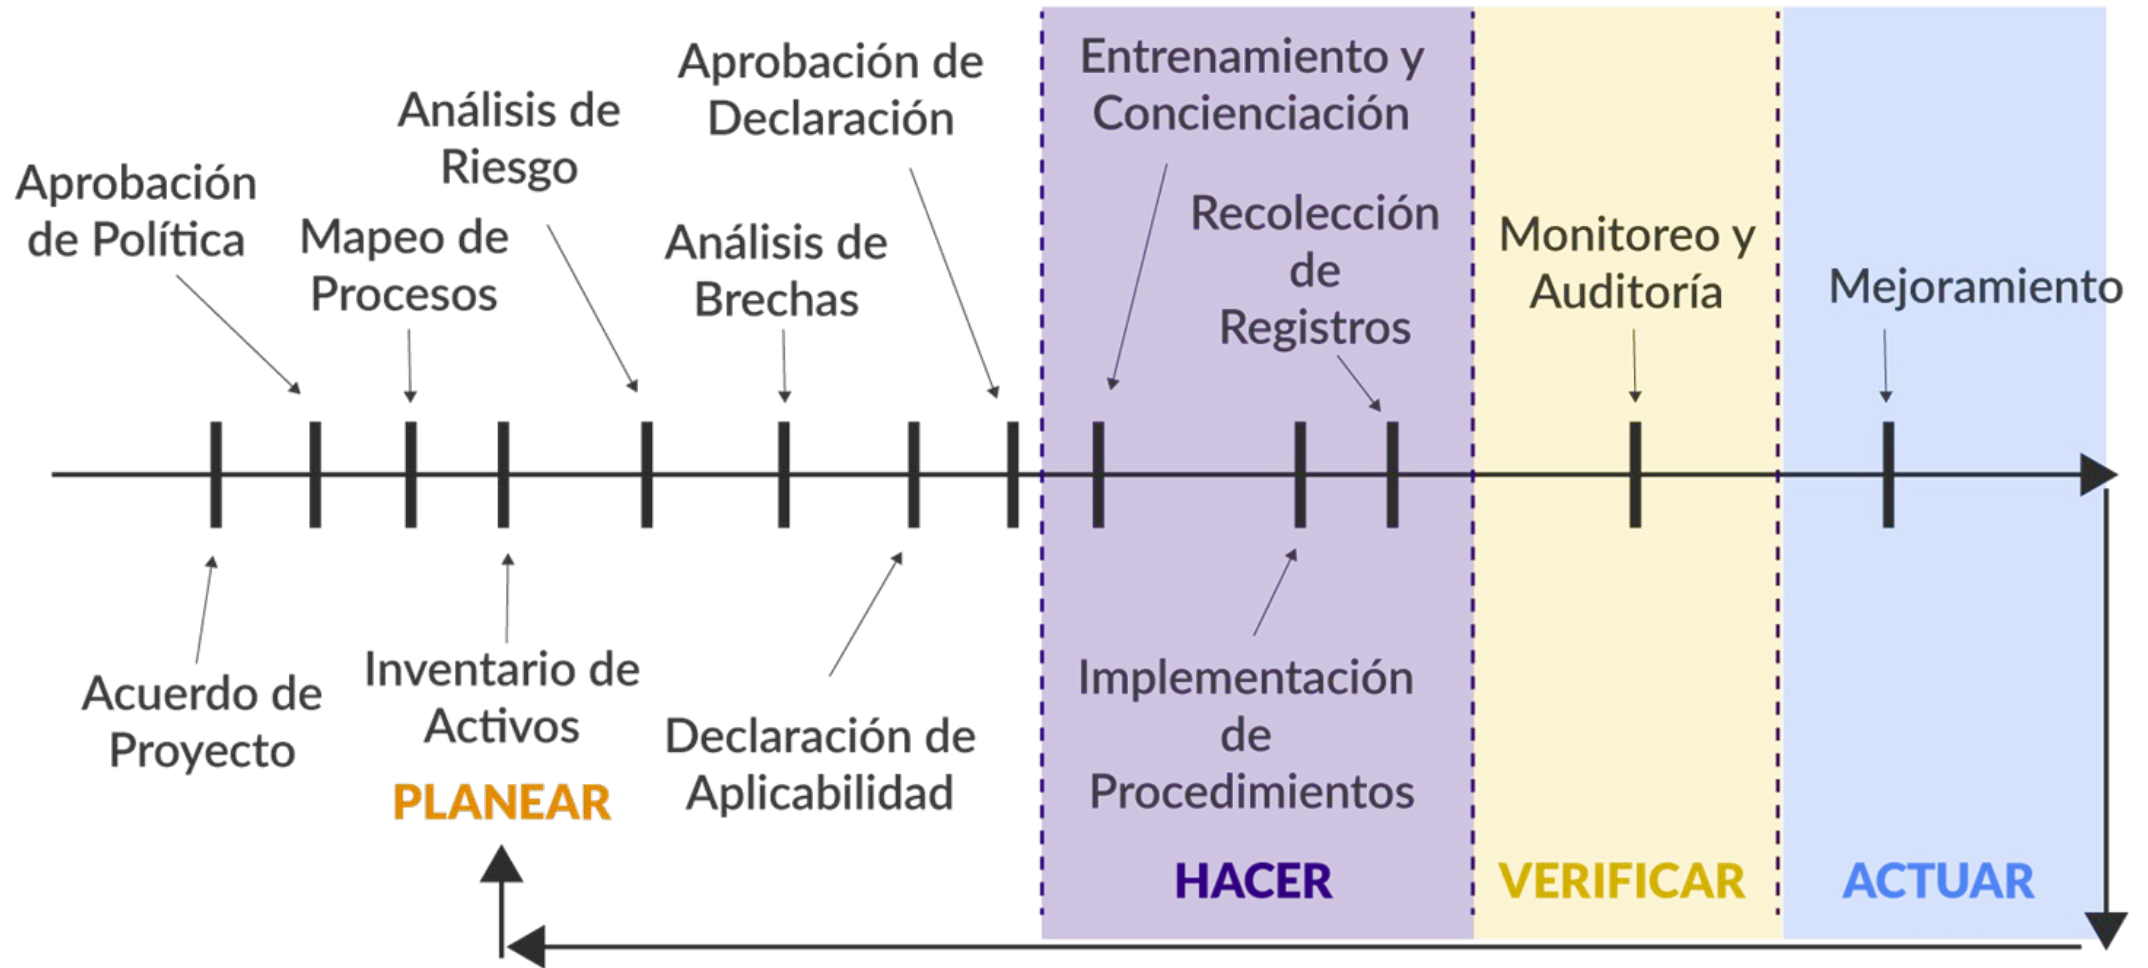 Aprobación
de Política
Mapeo de
Procesos
Análisis de
Riesgo
Análisis de
Brechas
Aprobación de
Declaración
Entrenamiento y
Concienciación
Recolección
de
Registros
Monitoreo y
Auditoría
Mejoramiento
Acuerdo de
Proyecto
Inventario de
Activos
PLANEAR
Declaración de
Aplicabilidad
Implementación
de
Procedimientos
HACER
VERIFICAR
ACTUAR